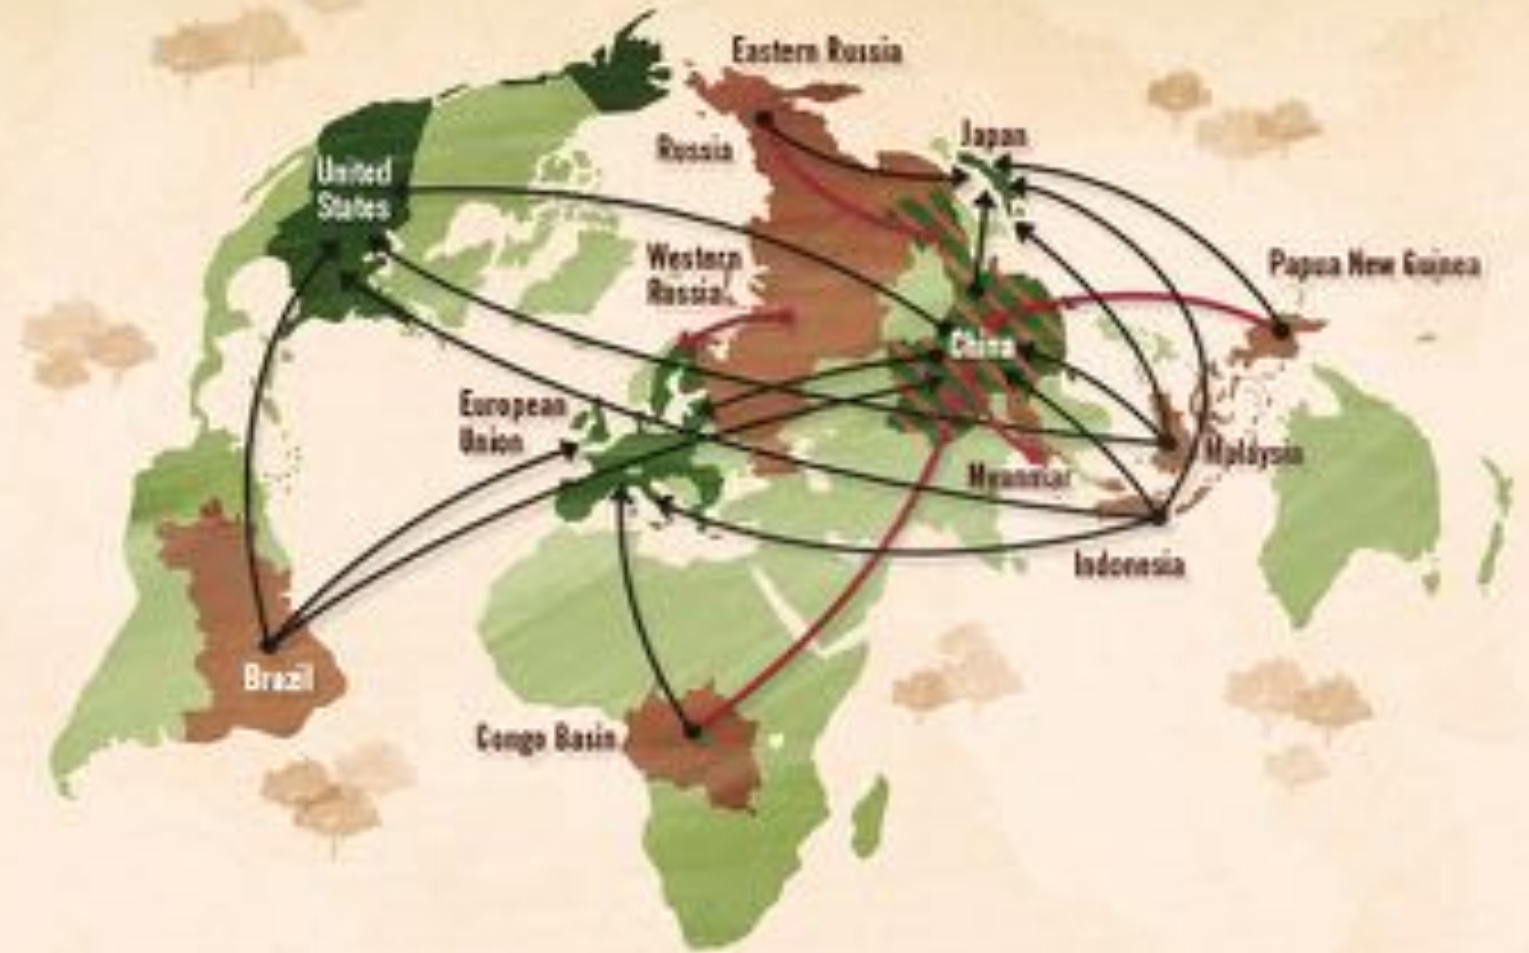 Eastern Russia
Japan
Russia
United
States
Western
Russia
Papua New Guinea
China
European
Union
Malaysia
Myanmar
Indonesia
Brazil
Congo Basin